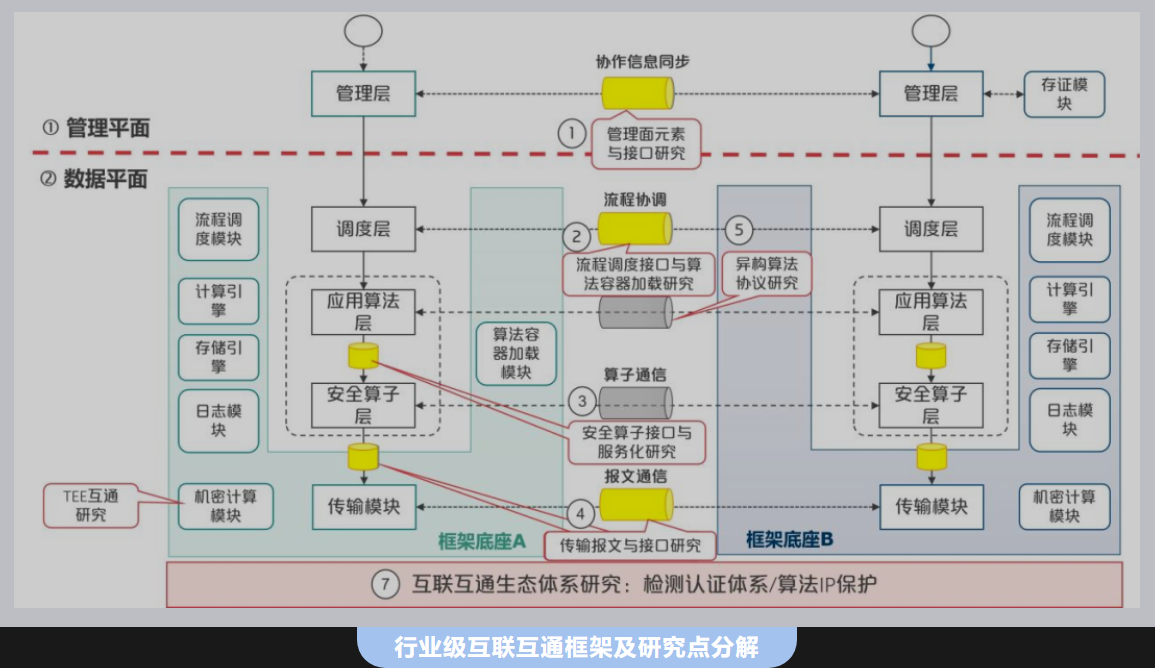 协作信息同步
管理层
管理层
存证模
块
① 管理平面
1
管理面元素
与接口研究
② 数据平面
流程调
度模块
调度层
流程协调
2
5
调度层
流程调
度模块
流程调度接口与算
法容器加载研究
异构算法
协议研究
计算引
擎
应用算法
层
应用算法
层
计算引
擎
存储引
擎
算法容
器加载
模块
存储引
擎
日志模
块
安全算子
层
算子通信
3
安全算子
层
日志模
块
安全算子接口与
服务化研究
TEE互通
研究
机密计算
模块
传输模块
报文通信
4
传输模块
机密计算
模块
框架底座A
传输报文与接口研究
框架底座B
7 互联互通生态体系研究：检测认证体系/算法IP保护
行业级互联互通框架及研究点分解